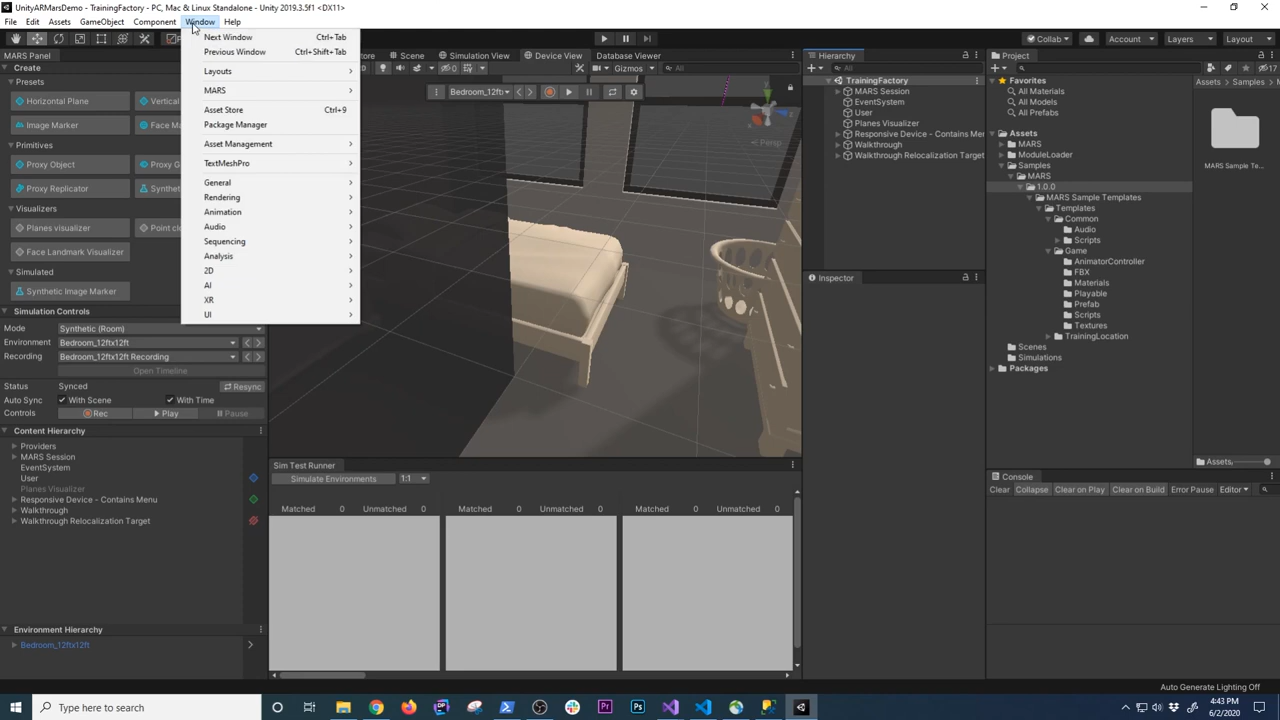 UnityARMarsDemo - TrainingFactory - PC, Mac & Linux Standalone - Unity 2019.3.5f1 <DX11>
File Edit Assets GameObject Component Window Help
Collab Account Layers Layout
Next Window Ctrl+Tab
Previous Window Ctrl+Shift+Tab
Layouts
MARS
Asset Store Ctrl+9
Package Manager
Asset Management
TextMeshPro
General
Rendering
Animation
Audio
Sequencing
Analysis
2D
AI
XR
UI
MARS Panel
Create
Presets
Horizontal Plane Vertical
Image Marker Face Ma
Primitives
Proxy Object Proxy G
Proxy Replicator Synthet
Visualizers
Planes visualizer Point cl
Face Landmark Visualizer
Simulated
Synthetic Image Marker
Simulation Controls
Mode Synthetic (Room)
Environment Bedroom_12ftx12ft
Recording Bedroom_12ftx12ft Recording
Open Timeline
Status Synced Resync
Auto Sync With Scene With Time
Controls Rec Play Pause
Content Hierarchy
Providers
MARS Session
EventSystem
User
Planes Visualizer
Responsive Device - Contains Menu
Walkthrough
Walkthrough Relocalization Target
Environment Hierarchy
Bedroom_12ftx12ft
tore Scene Simulation View Device View Database Viewer
Gizmos All
Bedroom_12ft
Persp
Sim Test Runner
Simulate Environments 1:1
Matched 0 Unmatched 0 Matched 0 Unmatched 0 Matched 0 Unmatched 0
Hierarchy
All
TrainingFactory
MARS Session
EventSystem
User
Planes Visualizer
Responsive Device - Contains Mer
Walkthrough
Walkthrough Relocalization Target
Inspector
Project
17
Favorites
All Materials
All Models
All Prefabs
Assets
MARS
ModuleLoader
Samples
MARS
1.0.0
MARS Sample Templates
Templates
Common
Audio
Scripts
Game
AnimatorController
FBX
Materials
Playable
Prefab
Scripts
Textures
TrainingLocation
Scenes
Simulations
Packages
Assets > Samples >
MARS Sample Te...
Assets,
Console
Clear Collapse Clear on Play Clear on Build Error Pause Editor
Auto Generate Lighting Off
Type here to search
4:43 PM
6/2/2020